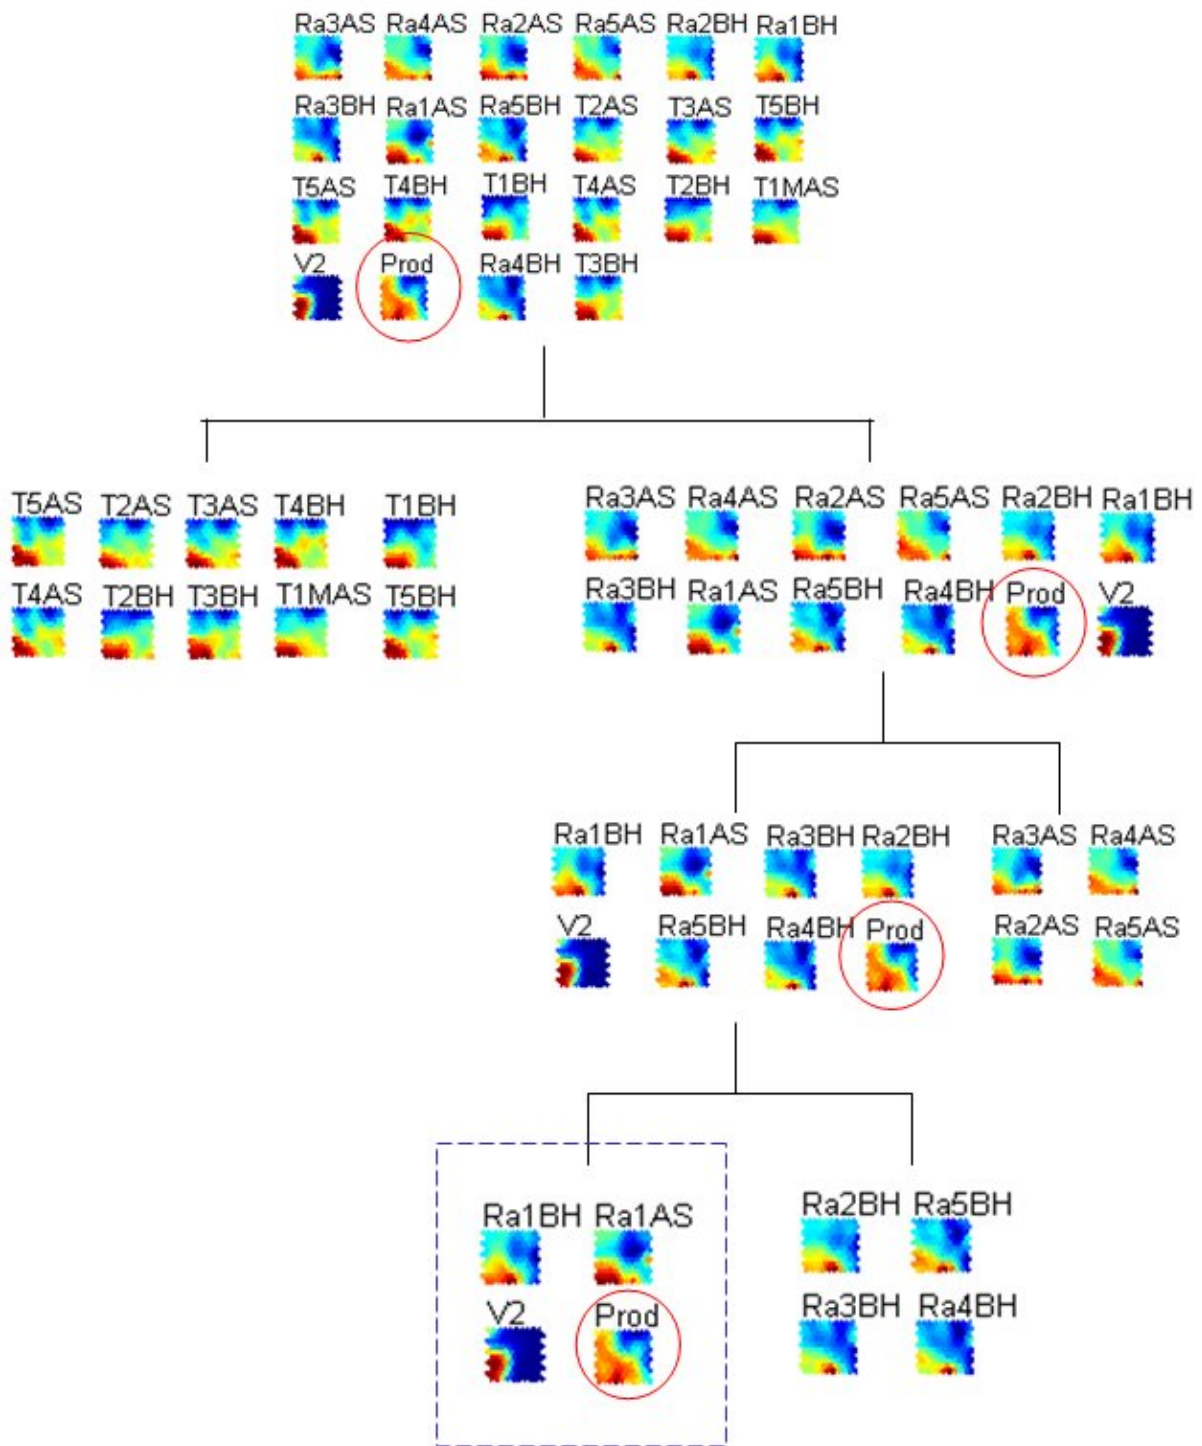 Ra3AS Ra4AS Ra2AS Ra5AS Ra2BH Ra1BH
Ra3BH Ra1AS Ra5BH T2AS T3AS T5BH
T5AS T4BH T1BH T4AS T2BH T1MAS
V2 Prod Ra4BH T3BH
T5AS T2AS T3AS T4BH T1BH
T4AS T2BH T3BH T1MAS T5BH
Ra3AS Ra4AS Ra2AS Ra5AS Ra2BH Ra1BH
Ra3BH Ra1AS Ra5BH Ra4BH Prod V2
Ra1BH Ra1AS Ra3BH Ra2BH
V2 Ra5BH Ra4BH Prod
Ra3AS Ra4AS
Ra2AS Ra5AS
Ra1BH Ra1AS
V2 Prod
Ra2BH Ra5BH
Ra3BH Ra4BH